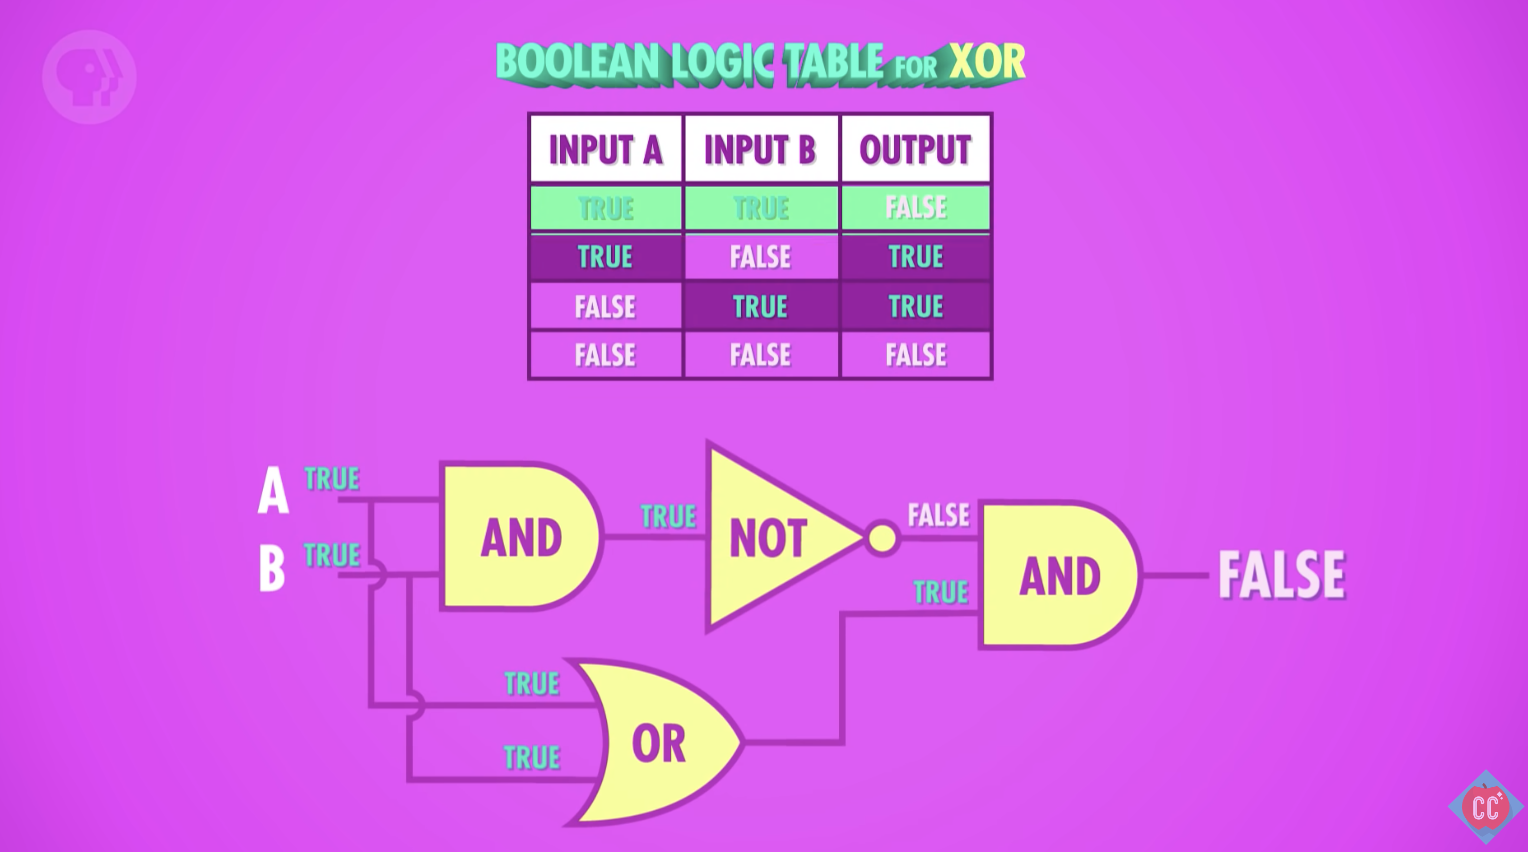 BOOLEAN LOGIC TABLE FOR XOR
INPUT A INPUT B OUTPUT
TRUE TRUE FALSE
TRUE FALSE TRUE
FALSE TRUE TRUE
FALSE FALSE FALSE
A TRUE
B TRUE
AND
TRUE
NOT
FALSE
TRUE
AND
FALSE
TRUE
TRUE
OR
CC